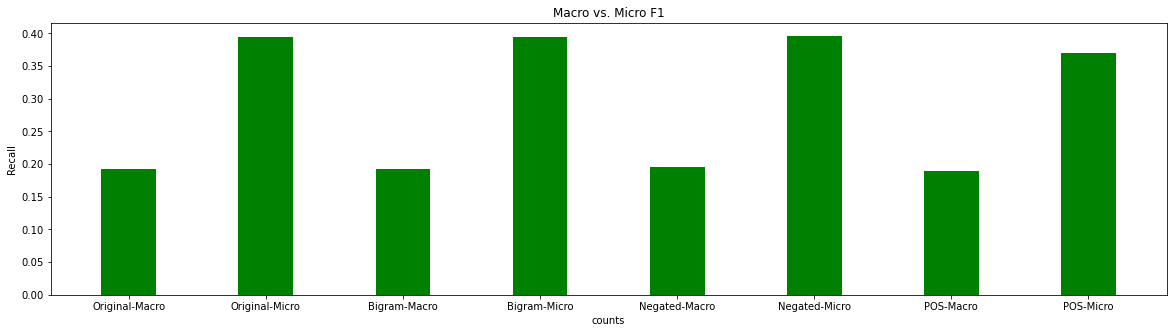 Macro vs. Micro F1
0.40
0.35
0.30
0.25
0.20
0.15
0.10
0.05
0.00
Recall
Original-Macro Original-Micro Bigram-Macro Bigram-Micro Negated-Macro Negated-Micro POS-Macro POS-Micro
counts